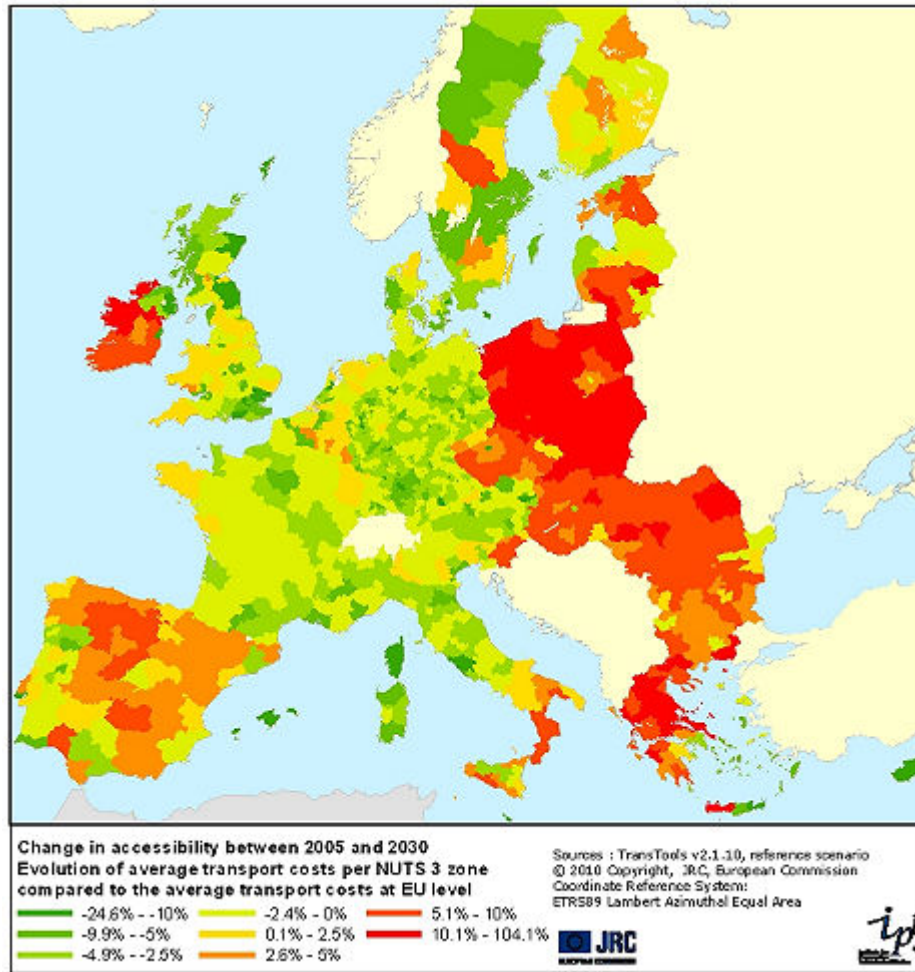 Change in accessibility between 2005 and 2030
Evolution of average transport costs per NUTS 3 zone
compared to the average transport costs at EU level
-24.6% - -10%
-9.9% - -5%
-4.9% - -2.5%
-2.4% - 0%
0.1% - 2.5%
2.6% - 5%
5.1% - 10%
10.1% - 104.1%
Sources : TransTools v2.1.10, reference scenario
© 2010 Copyright, JRC, European Commission
Coordinate Reference System:
ETRS89 Lambert Azimuthal Equal Area
JRC
EUROPEAN COMMISSION